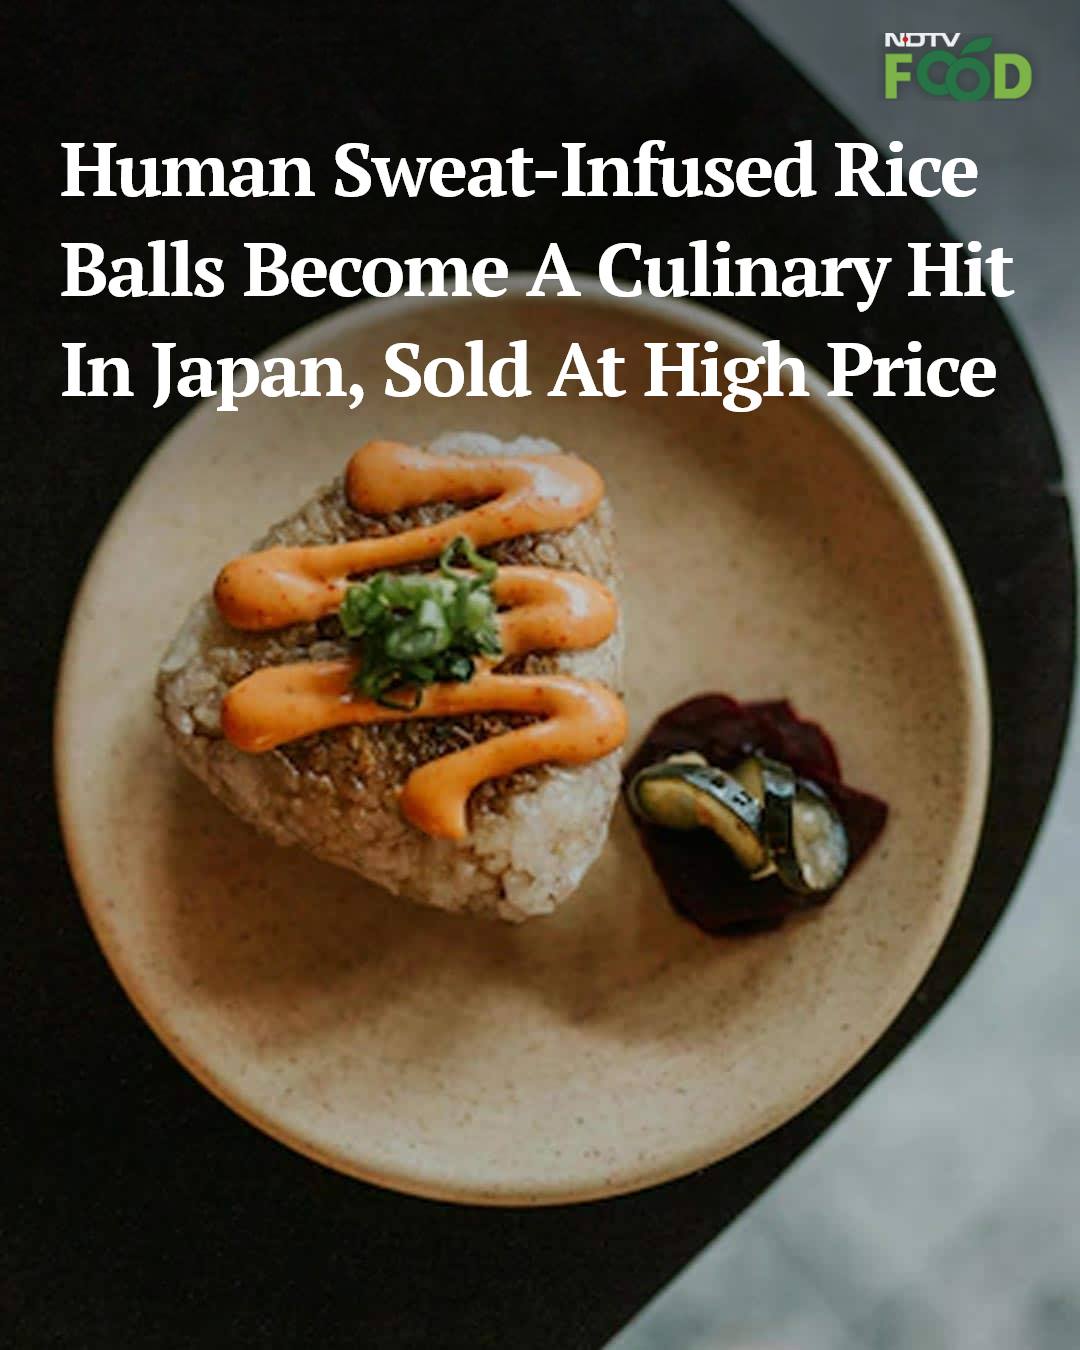 NDTV
FOOD
Human Sweat-Infused Rice
Balls Become A Culinary Hit
In Japan, Sold At High Price